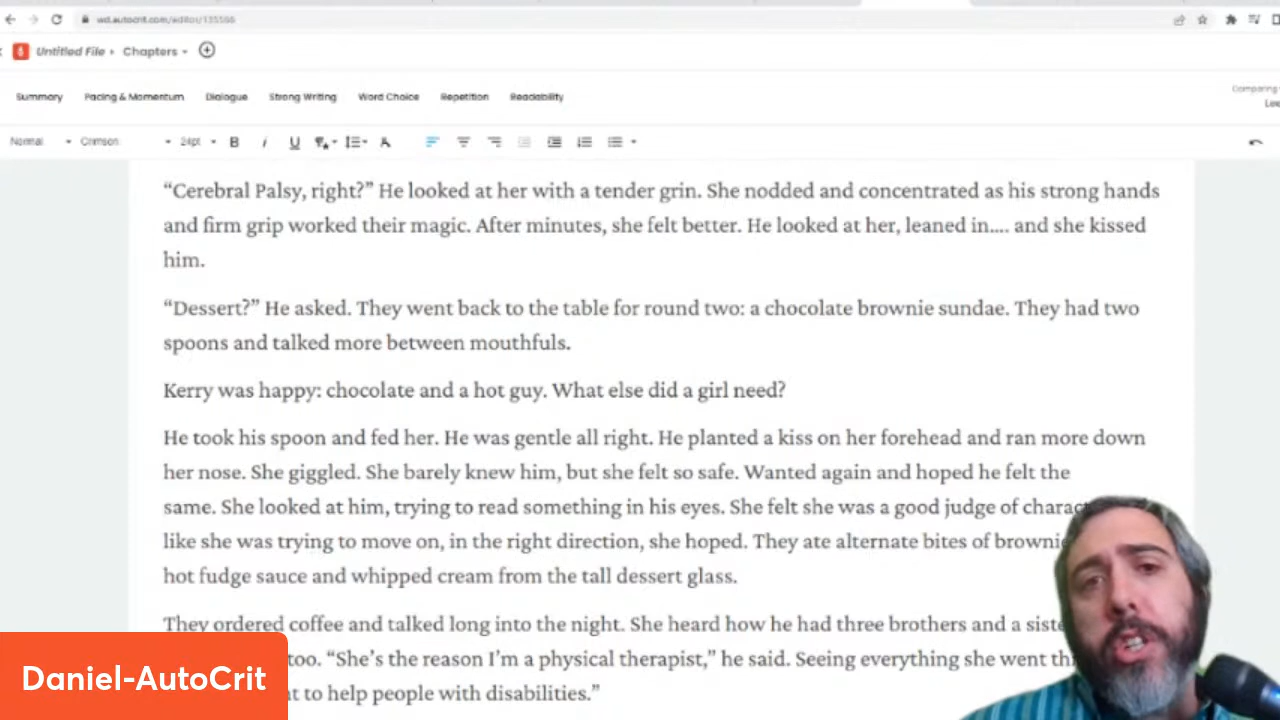 wd.autocrit.com/editor/135586
Untitled File Chapters
Summary Pacing & Momentum Dialogue Strong Writing Word Choice Repetition Readability
Comparing
Normal Crimson 24pt B i U A
“Cerebral Palsy, right?” He looked at her with a tender grin. She nodded and concentrated as his strong hands
and firm grip worked their magic. After minutes, she felt better. He looked at her, leaned in.... and she kissed
him.
“Dessert?” He asked. They went back to the table for round two: a chocolate brownie sundae. They had two
spoons and talked more between mouthfuls.
Kerry was happy: chocolate and a hot guy. What else did a girl need?
He took his spoon and fed her. He was gentle all right. He planted a kiss on her forehead and ran more down
her nose. She giggled. She barely knew him, but she felt so safe. Wanted again and hoped he felt the
same. She looked at him, trying to read something in his eyes. She felt she was a good judge of
like she was trying to move on, in the right direction, she hoped. They ate alternate bites of
hot fudge sauce and whipped cream from the tall dessert glass.
They ordered coffee and talked long into the night. She heard how he had three brothers and a
too. “She’s the reason I’m a physical therapist,” he said. Seeing everything she went
to help people with disabilities.”
Daniel-AutoCrit